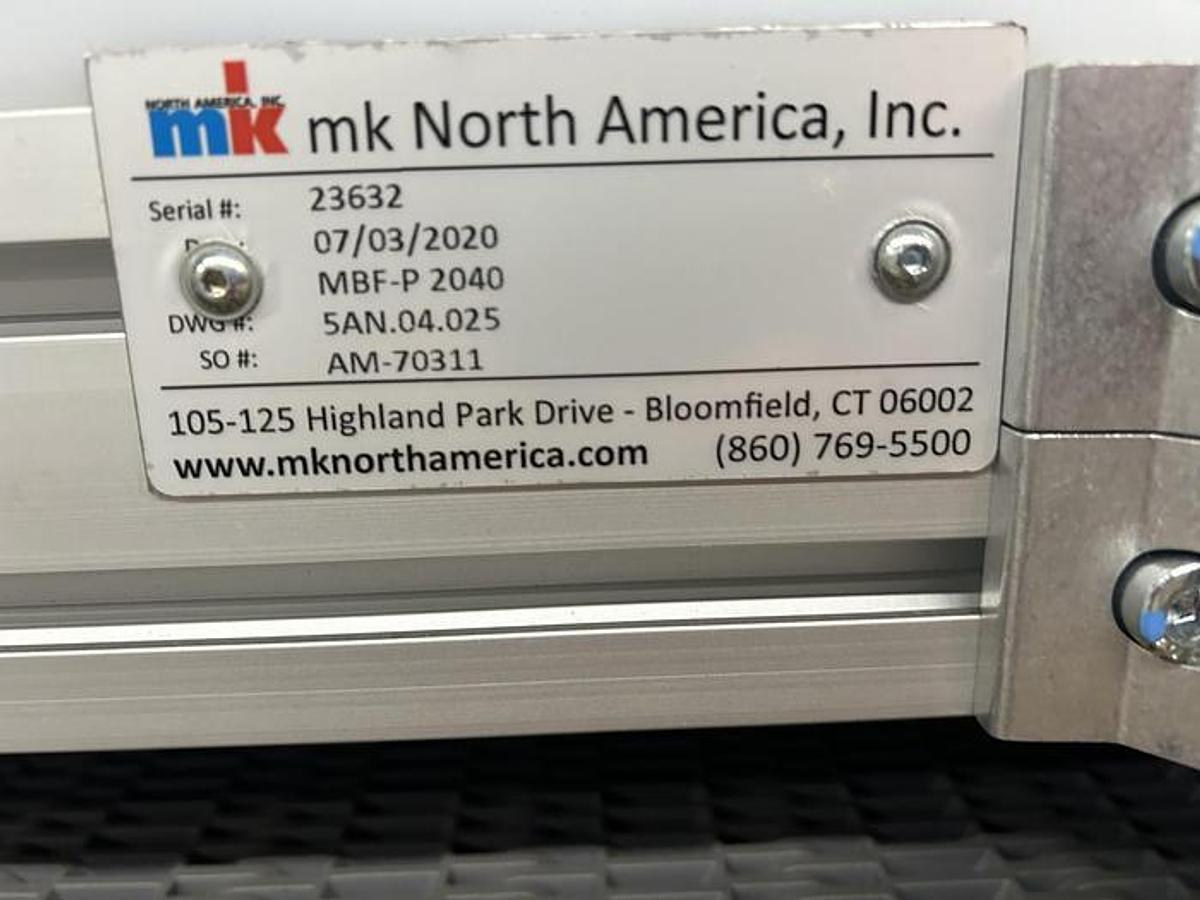 NORTH AMERICA, INC.
mk mk North America, Inc.
Serial #: 23632
07/03/2020
MBF-P 2040
DWG #: 5AN.04.025
SO #: AM-70311
105-125 Highland Park Drive - Bloomfield, CT 06002
www.mknorthamerica.com (860) 769-5500